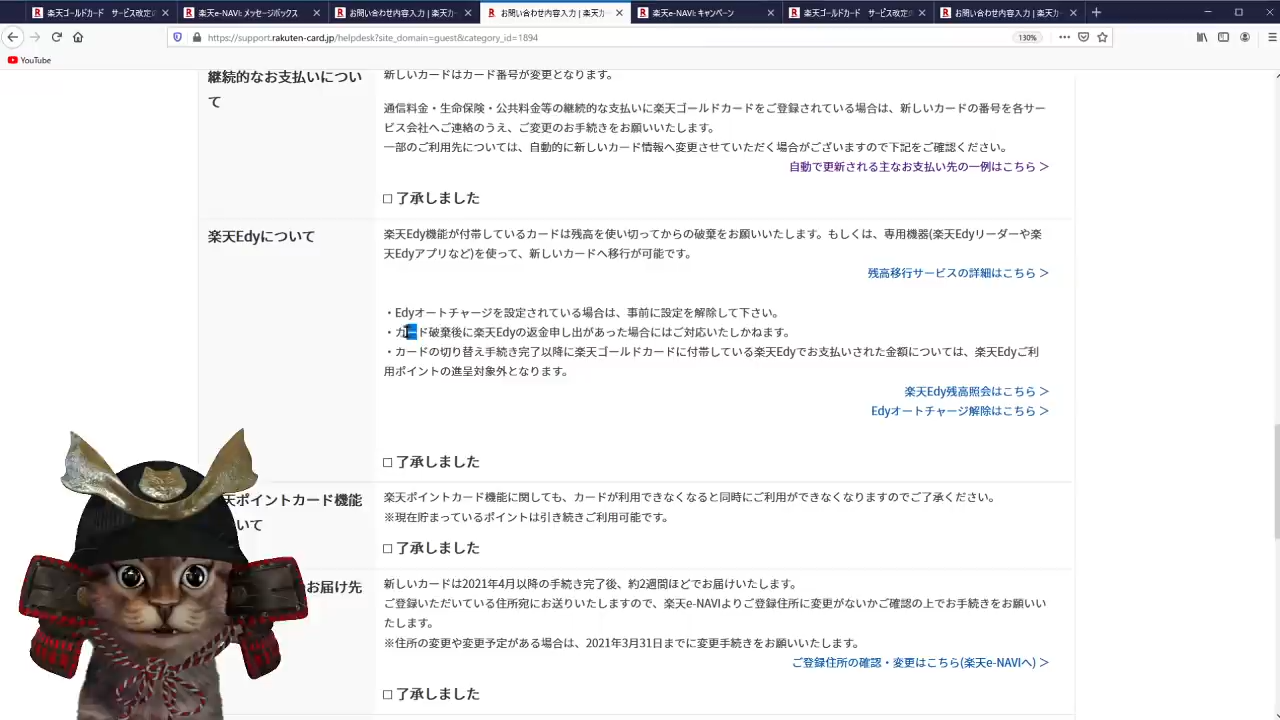 楽天ゴールドカード　サービス改定の
楽天e-NAVI: メッセージボックス
お問い合わせ内容入力 | 楽天カー
お問い合わせ内容入力 | 楽天カー
楽天e-NAVI: キャンペーン
楽天ゴールドカード　サービス改定の
お問い合わせ内容入力 | 楽天カー
https://support.rakuten-card.jp/helpdesk?site_domain=guest&category_id=1894
130%
YouTube
継続的なお支払いについ
て
新しいカードはカード番号が変更となります。
通信料金・生命保険・公共料金等の継続的な支払いに楽天ゴールドカードをご登録されている場合は、新しいカードの番号を各サー
ビス会社へご連絡のうえ、ご変更のお手続きをお願いいたします。
一部のご利用先については、自動的に新しいカード情報へ変更させていただく場合がございますので下記をご確認ください。
自動で更新される主なお支払い先の一例はこちら >
□ 了承しました
楽天Edyについて
楽天Edy機能が付帯しているカードは残高を使い切ってからの破棄をお願いいたします。もしくは、専用機器(楽天Edyリーダーや楽
天Edyアプリなど)を使って、新しいカードへ移行が可能です。
残高移行サービスの詳細はこちら >
・Edyオートチャージを設定されている場合は、事前に設定を解除して下さい。
・カード破棄後に楽天Edyの返金申し出があった場合にはご対応いたしかねます。
・カードの切り替え手続き完了以降に楽天ゴールドカードに付帯している楽天Edyでお支払いされた金額については、楽天Edyご利
用ポイントの進呈対象外となります。
楽天Edy残高照会はこちら >
Edyオートチャージ解除はこちら >
□ 了承しました
天ポイントカード機能
いて
楽天ポイントカード機能に関しても、カードが利用できなくなると同時にご利用ができなくなりますのでご了承ください。
※現在貯まっているポイントは引き続きご利用可能です。
□ 了承しました
お届け先
新しいカードは2021年4月以降の手続き完了後、約2週間ほどでお届けいたします。
ご登録いただいている住所宛にお送りいたしますので、楽天e-NAVIよりご登録住所に変更がないかご確認の上でお手続きをお願いい
たします。
※住所の変更や変更予定がある場合は、2021年3月31日までに変更手続きをお願いいたします。
ご登録住所の確認・変更はこちら(楽天e-NAVIへ) >
□ 了承しました